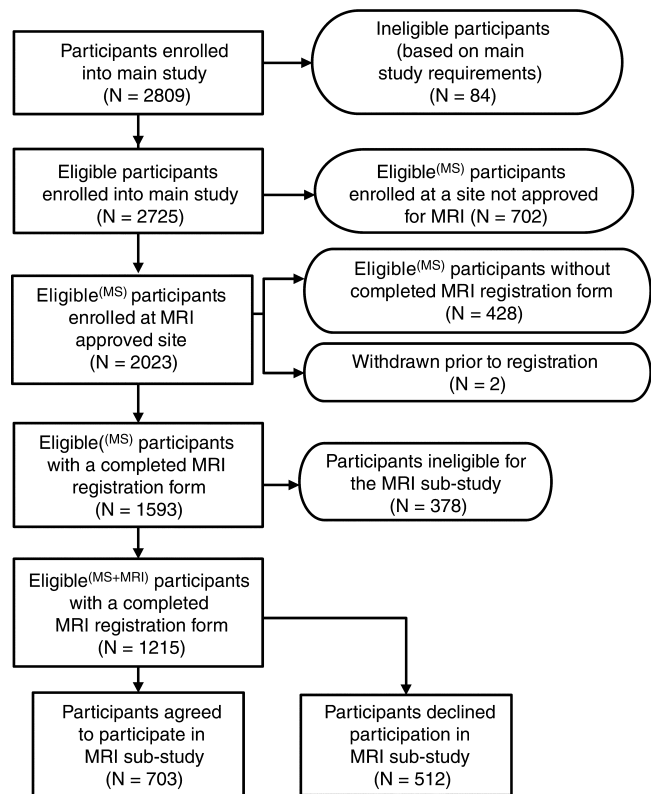 Participants enrolled
into main study
(N = 2809)
Ineligible participants
(based on main
study requirements)
(N = 84)
Eligible participants
enrolled into main study
(N = 2725)
Eligible(MS) participants
enrolled at a site not approved
for MRI (N = 702)
Eligible(MS) participants
enrolled at MRI
approved site
(N = 2023)
Eligible(MS) participants without
completed MRI registration form
(N = 428)
Withdrawn prior to registration
(N = 2)
Eligible((MS) participants
with a completed MRI
registration form
(N = 1593)
Participants ineligible for
the MRI sub-study
(N = 378)
Eligible(MS+MRI) participants
with a completed
MRI registration form
(N = 1215)
Participants agreed
to participate in
MRI sub-study
(N = 703)
Participants declined
participation in
MRI sub-study
(N = 512)